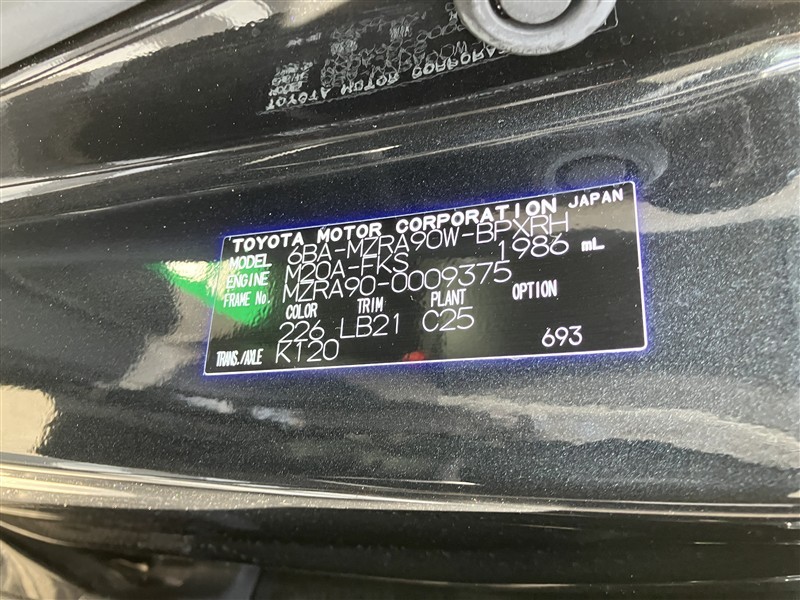 TOYOTA MOTOR CORPORATION JAPAN
MODEL 6BA-MZRA90W-BPXRH
ENGINE M20A-FKS 1986 mL
FRAME No. MZRA90-0009375
COLOR TRIM PLANT OPTION
226 LB21 C25
TRANS./AXLE K120 693